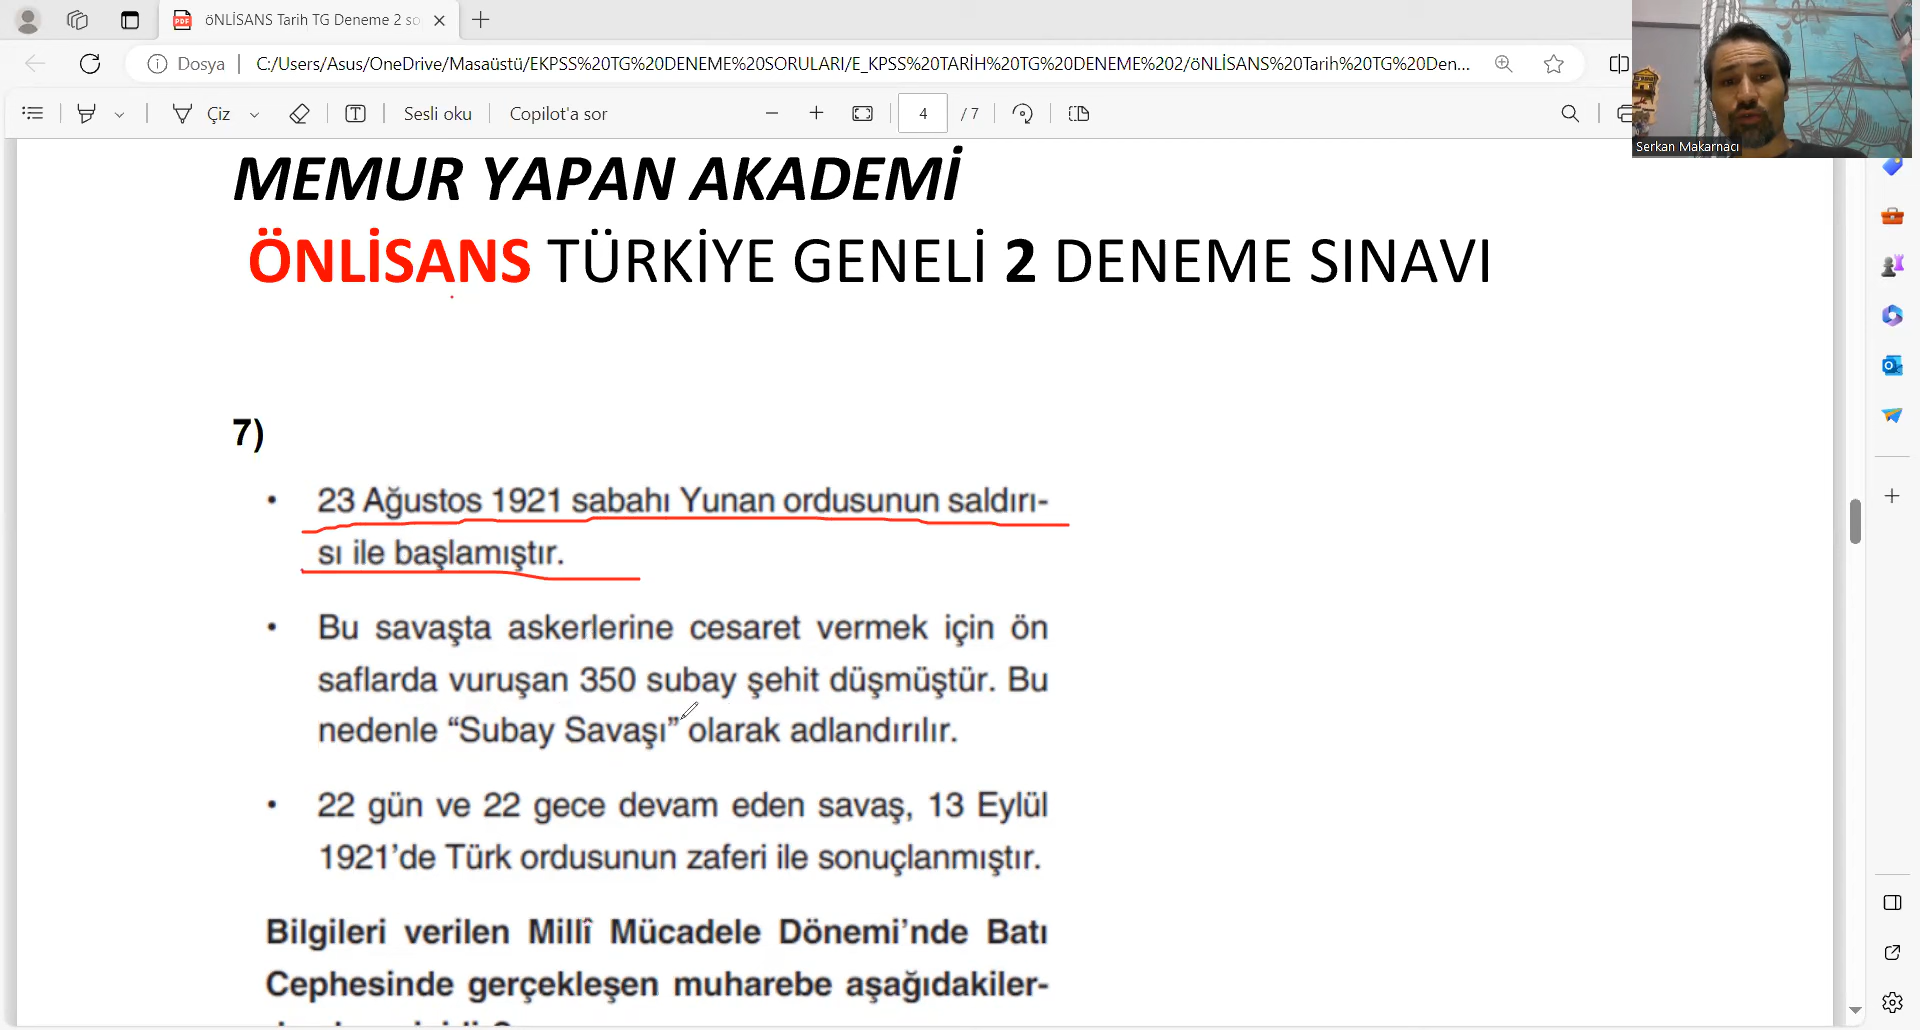 öNLİSANS Tarih TG Deneme 2 so
Dosya
C:/Users/Asus/OneDrive/Masaüstü/EKPSS%20TG%20DENEME%20SORULARI/E_KPSS%20TARİH%20TG%20DENEME%202/öNLİSANS%20Tarih%20TG%20Den...
Çiz
Sesli oku
Copilot'a sor
4 / 7
Serkan Makarnacı
MEMUR YAPAN AKADEMİ
ÖNLİSANS TÜRKİYE GENELİ 2 DENEME SINAVI
7)
• 23 Ağustos 1921 sabahı Yunan ordusunun saldırı-
sı ile başlamıştır.
• Bu savaşta askerlerine cesaret vermek için ön
saflarda vuruşan 350 subay şehit düşmüştür. Bu
nedenle “Subay Savaşı” olarak adlandırılır.
• 22 gün ve 22 gece devam eden savaş, 13 Eylül
1921’de Türk ordusunun zaferi ile sonuçlanmıştır.
Bilgileri verilen Millî Mücadele Dönemi’nde Batı
Cephesinde gerçekleşen muharebe aşağıdakiler-